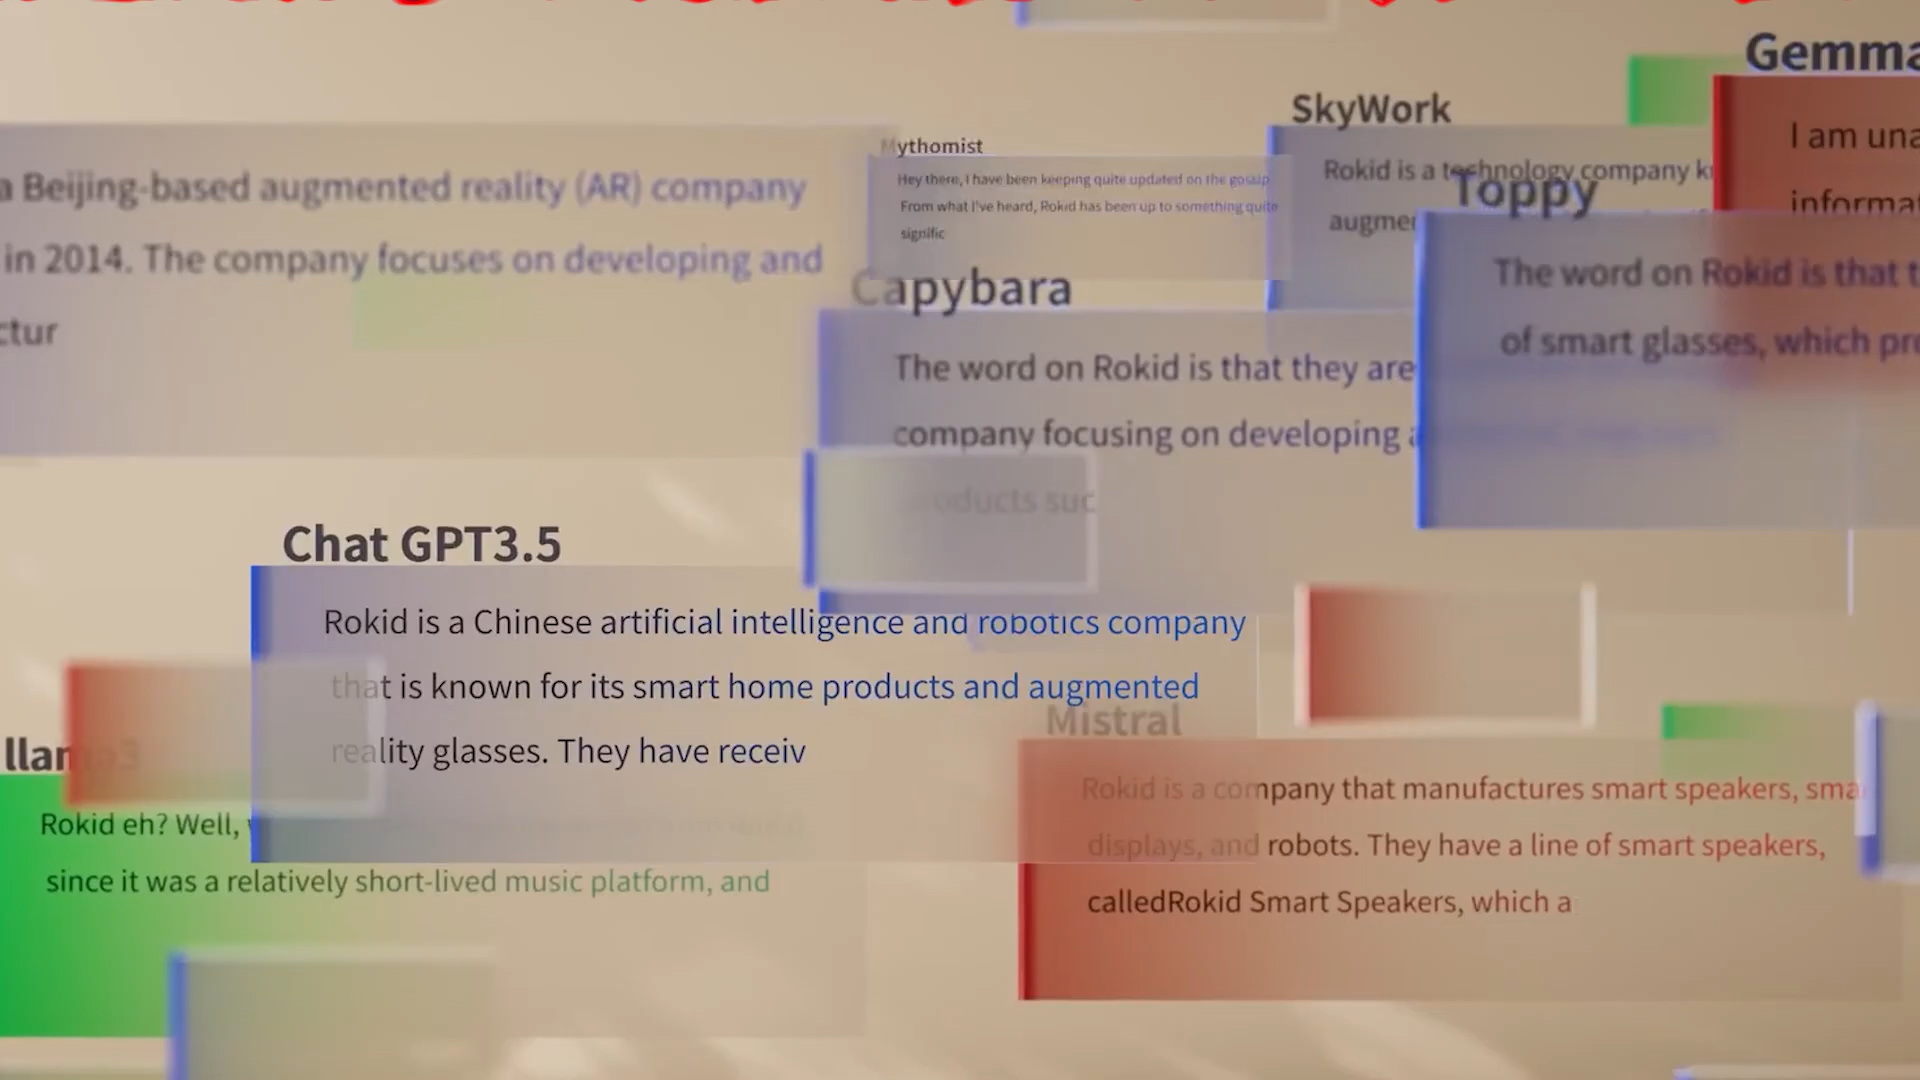 Gemma
I am una
informat
SkyWork
Rokid is a technology company k
augme
Mythomist
Hey there, I have been keeping quite updated on the gossip
From what I've heard, Rokid has been up to something quite
signific
a Beijing-based augmented reality (AR) company
in 2014. The company focuses on developing and
ctur
Toppy
The word on Rokid is that t
of smart glasses, which pro
Capybara
The word on Rokid is that they are
company focusing on developing a
products suc
Chat GPT3.5
Rokid is a Chinese artificial intelligence and robotics company
that is known for its smart home products and augmented
reality glasses. They have receiv
Mistral
Rokid is a company that manufactures smart speakers, sma
displays, and robots. They have a line of smart speakers,
calledRokid Smart Speakers, which a
llama3
Rokid eh? Well,
since it was a relatively short-lived music platform, and